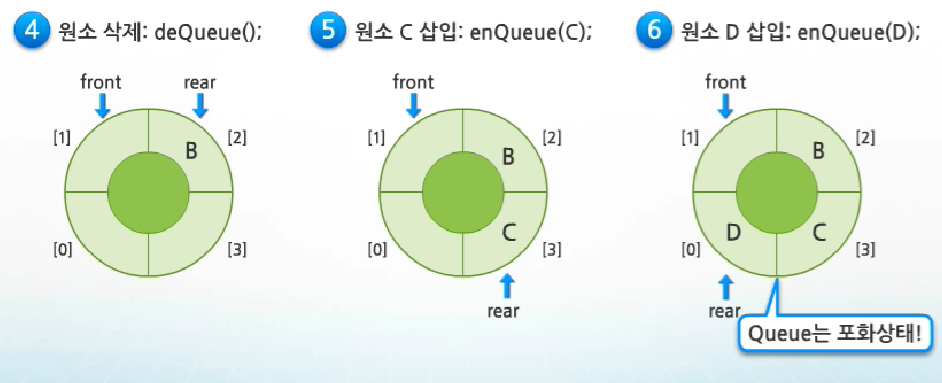 4 원소 삭제: deQueue();
5 원소 C 삽입: enQueue(C);
6 원소 D 삽입: enQueue(D);
front
rear
[1]
[2]
B
[0]
[3]
front
[1]
[2]
B
C
[0]
[3]
rear
front
[1]
[2]
B
D
C
[0]
[3]
rear
Queue는 포화상태!